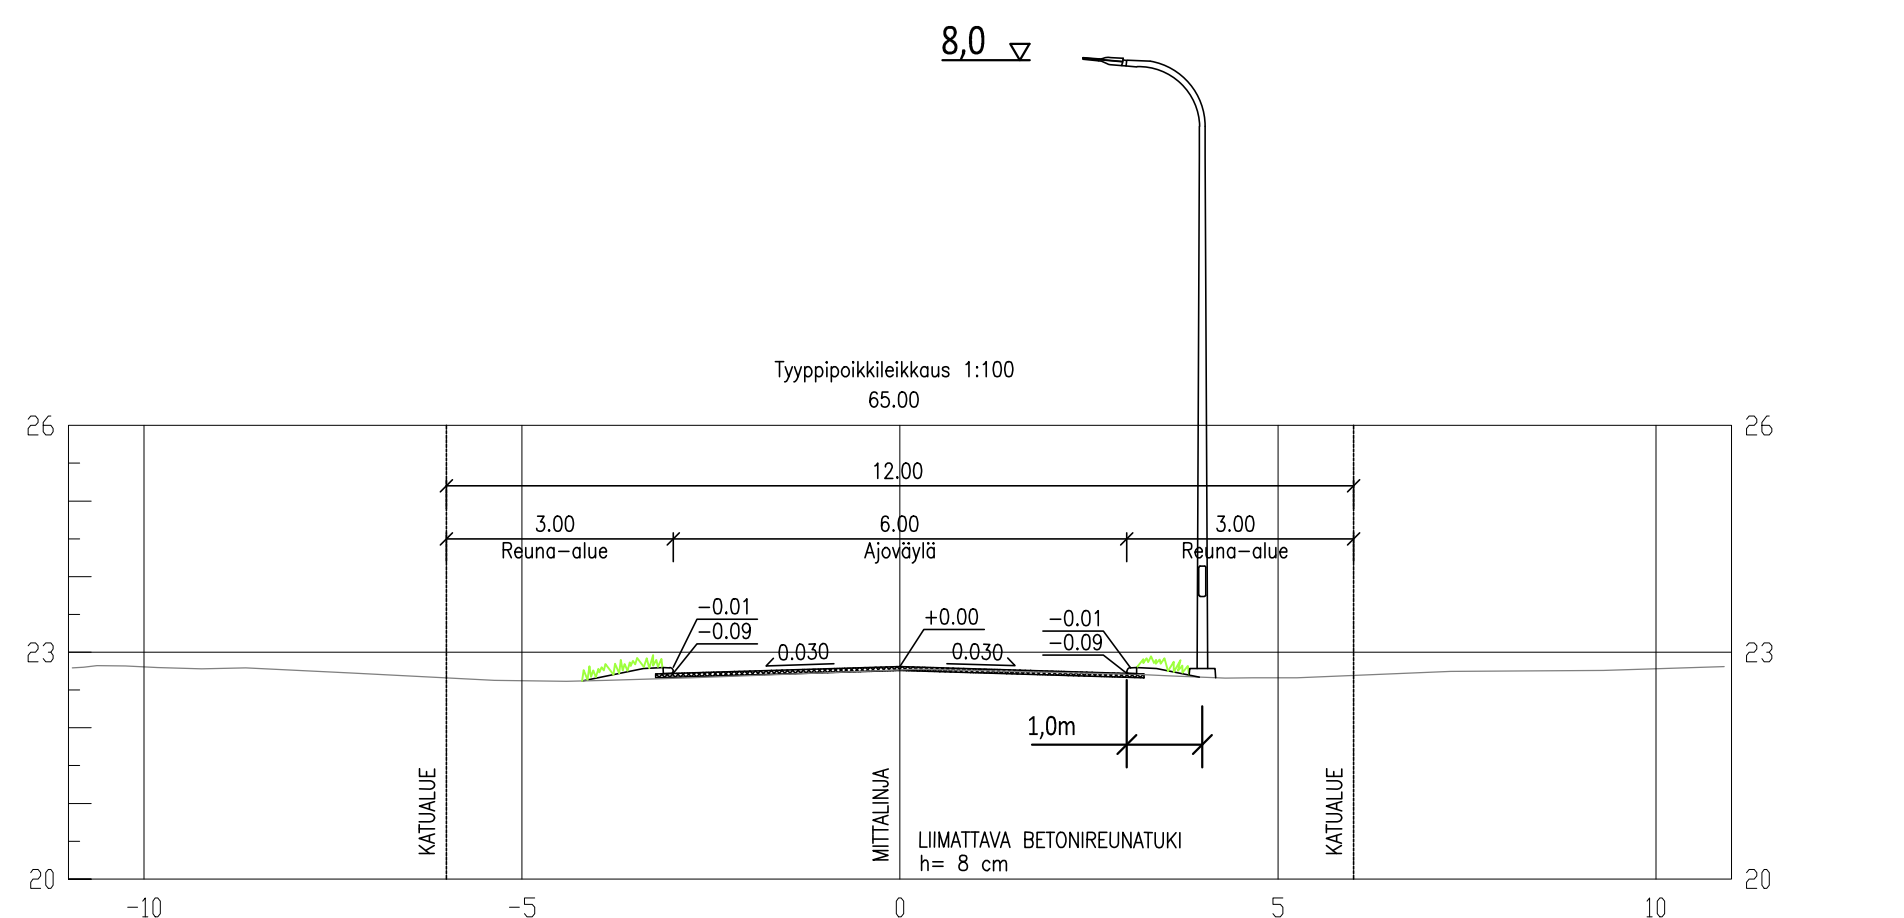 8,0
Tyyppipoikkileikkaus 1:100
65.00
26 26
12.00
3.00 6.00 3.00
Reuna-alue Ajoväylä Reuna-alue
-0.01 +0.00 -0.01
-0.09 -0.09
0.030 0.030
23 23
1,0m
KATUALUE MITTALINJA KATUALUE
LIIMATTAVA BETONIREUNATUKI
h= 8 cm
20 20
-10 -5 0 5 10